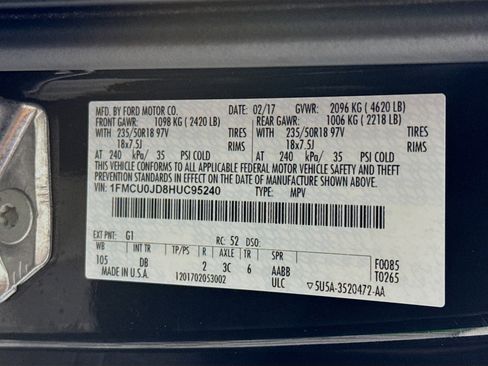 MFD. BY FORD MOTOR CO. 02/17 GVWR: 2096 KG ( 4620 LB)
FRONT GAWR: 1098 KG ( 2420 LB) REAR GAWR: 1006 KG ( 2218 LB)
WITH 235/50R18 97V TIRES WITH 235/50R18 97V TIRES
18x7.5J RIMS 18x7.5J RIMS
AT 240 kPa/ 35 PSI COLD AT 240 kPa/ 35 PSI COLD
THIS VEHICLE CONFORMS TO ALL APPLICABLE FEDERAL MOTOR VEHICLE SAFETY AND THEFT
PREVENTION STANDARDS IN EFFECT ON THE DATE OF MANUFACTURE SHOWN ABOVE.
VIN: 1FMCU0JD8HUC95240 TYPE: MPV
EXT PNT: G1 RC: 52 DSO:
WB INT TR TP/PS R AXLE TR SPR F0085
105 DB 2 3C 6 AABB T0265
MADE IN U.S.A. 1201702053002 ULC ▽5U5A-3520472-AA